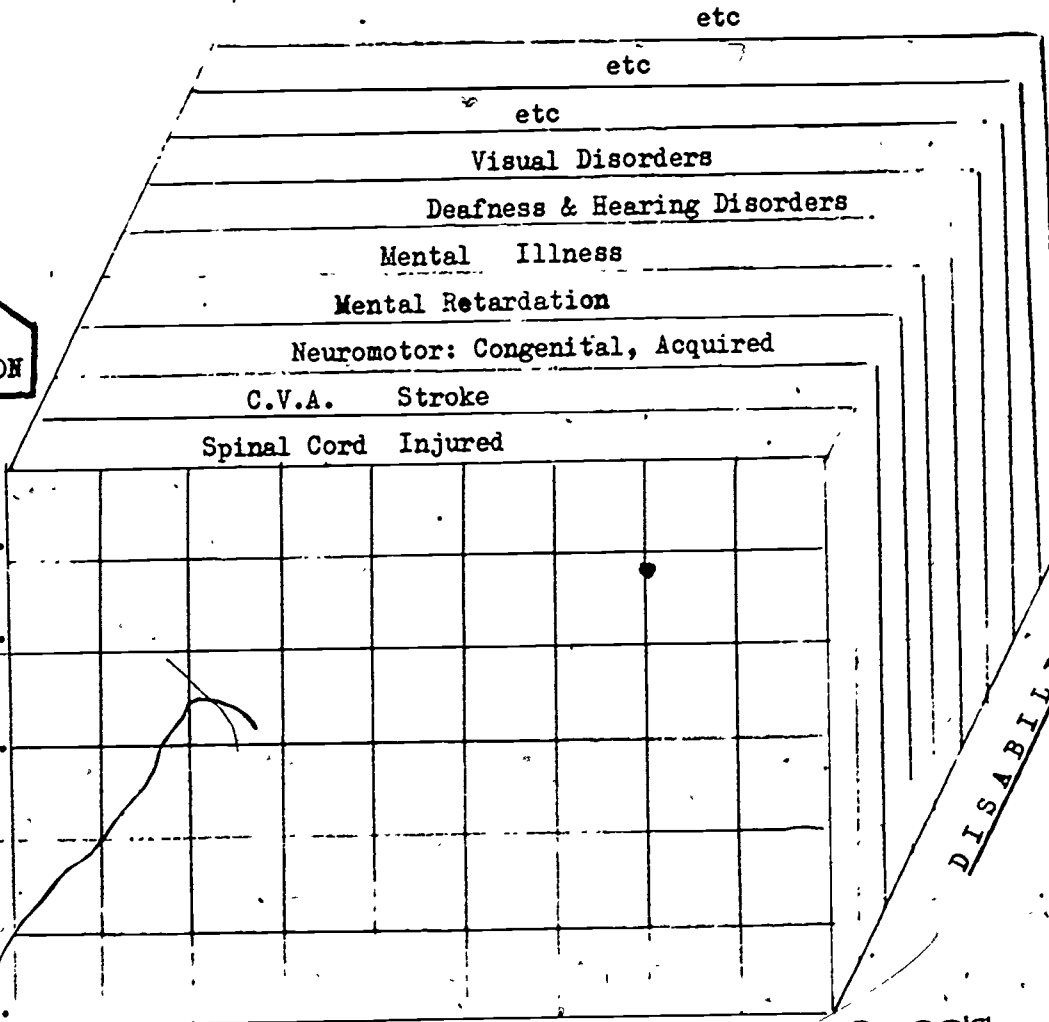 etc
etc
etc
Visual Disorders
Deafness & Hearing Disorders
Mental Illness
Mental Retardation
ON
Neuromotor: Congenital, Acquired
C.V.A. Stroke
Spinal Cord Injured
DISABIL